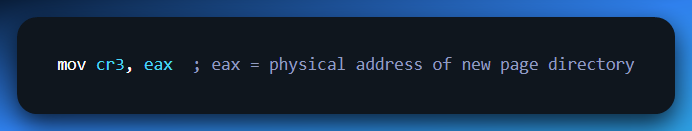 mov cr3, eax  ; eax = physical address of new page directory